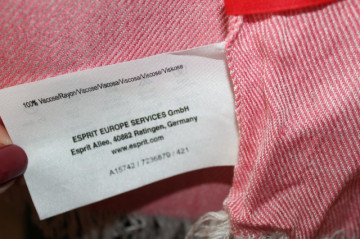 100% Viscose/Rayon/Viscose/Viscosa/Viscose/Viscosa/Viskose
ESPRIT EUROPE SERVICES GmbH
Esprit Allee, 40882 Ratingen, Germany
www.esprit.com
A15742 / 7236879 / 421